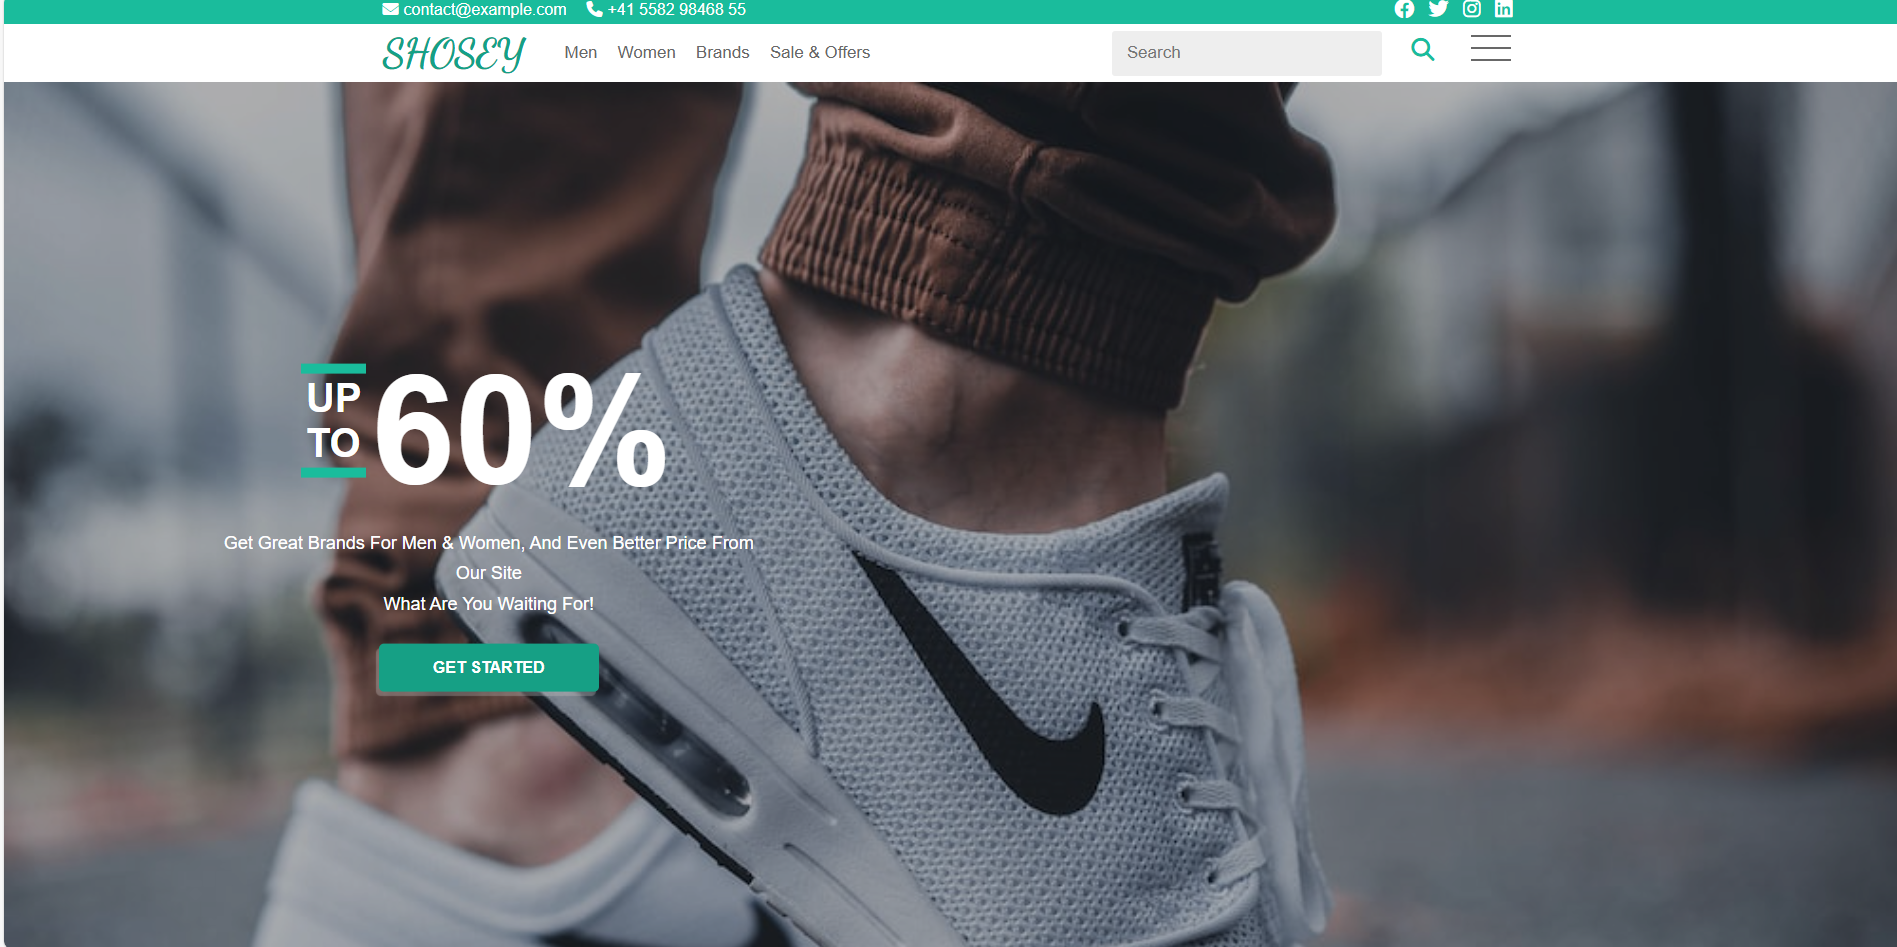 contact@example.com +41 5582 98468 55
SHOSEY Men Women Brands Sale & Offers Search
UP
TO
60%
Get Great Brands For Men & Women, And Even Better Price From
Our Site
What Are You Waiting For!
GET STARTED